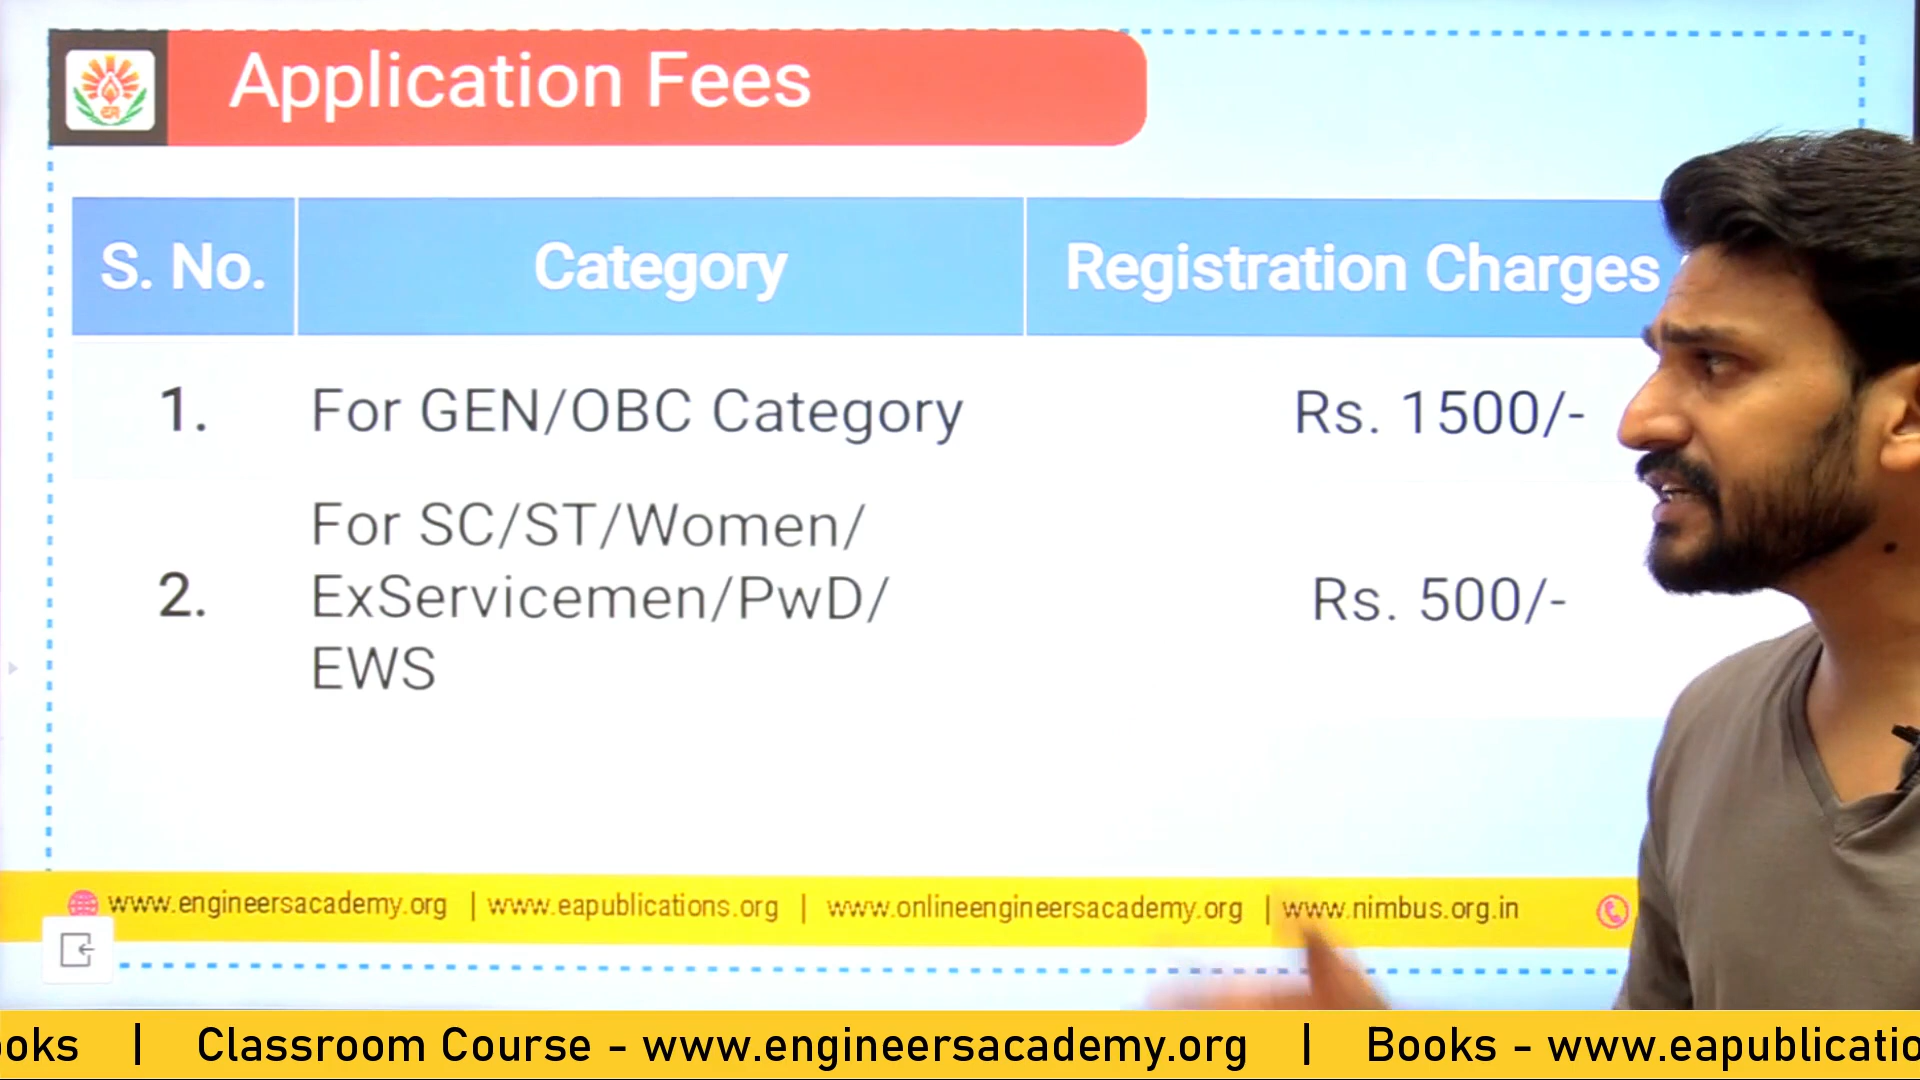 Application Fees
S. No. Category Registration Charges
1. For GEN/OBC Category Rs. 1500/-
For SC/ST/Women/
2. ExServicemen/PwD/ Rs. 500/-
EWS
www.engineersacademy.org | www.eapublications.org | www.onlineengineersacademy.org | www.nimbus.org.in
ooks | Classroom Course - www.engineersacademy.org | Books - www.eapublicatio